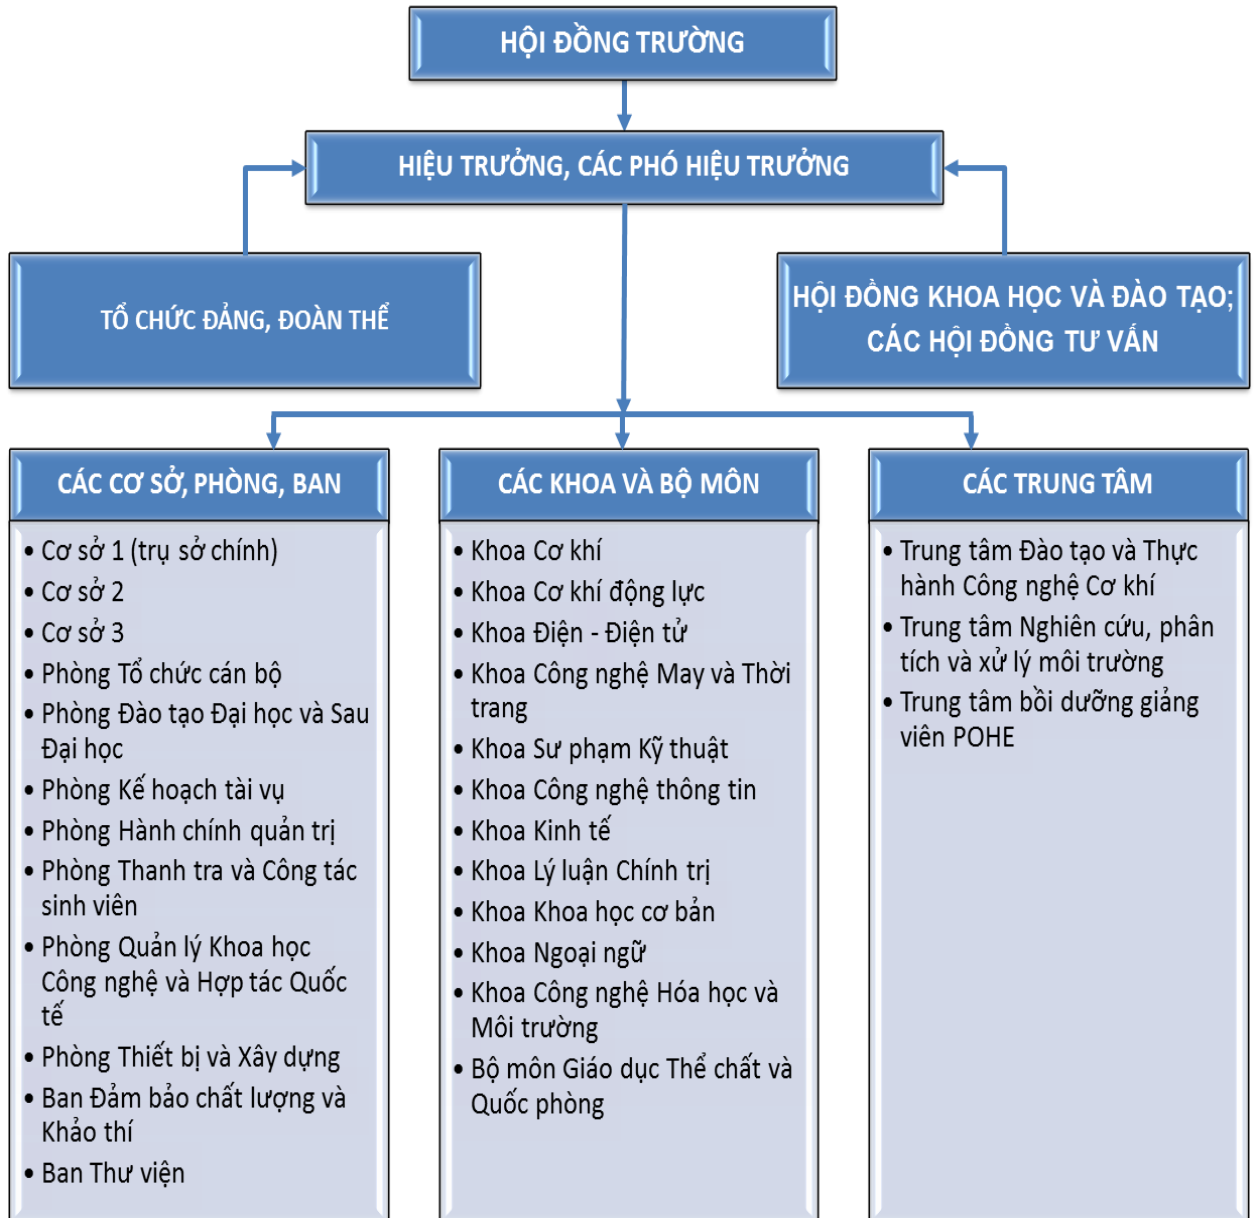 HỘI ĐỒNG TRƯỜNG
HIỆU TRƯỞNG, CÁC PHÓ HIỆU TRƯỞNG
TỔ CHỨC ĐẢNG, ĐOÀN THỂ
HỘI ĐỒNG KHOA HỌC VÀ ĐÀO TẠO;
CÁC HỘI ĐỒNG TƯ VẤN
CÁC CƠ SỞ, PHÒNG, BAN
• Cơ sở 1 (trụ sở chính)
• Cơ sở 2
• Cơ sở 3
• Phòng Tổ chức cán bộ
• Phòng Đào tạo Đại học và Sau
Đại học
• Phòng Kế hoạch tài vụ
• Phòng Hành chính quản trị
• Phòng Thanh tra và Công tác
sinh viên
• Phòng Quản lý Khoa học
Công nghệ và Hợp tác Quốc
tế
• Phòng Thiết bị và Xây dựng
• Ban Đảm bảo chất lượng và
Khảo thí
• Ban Thư viện
CÁC KHOA VÀ BỘ MÔN
• Khoa Cơ khí
• Khoa Cơ khí động lực
• Khoa Điện - Điện tử
• Khoa Công nghệ May và Thời
trang
• Khoa Sư phạm Kỹ thuật
• Khoa Công nghệ thông tin
• Khoa Kinh tế
• Khoa Lý luận Chính trị
• Khoa Khoa học cơ bản
• Khoa Ngoại ngữ
• Khoa Công nghệ Hóa học và
Môi trường
• Bộ môn Giáo dục Thể chất và
Quốc phòng
CÁC TRUNG TÂM
• Trung tâm Đào tạo và Thực
hành Công nghệ Cơ khí
• Trung tâm Nghiên cứu, phân
tích và xử lý môi trường
• Trung tâm bồi dưỡng giảng
viên POHE